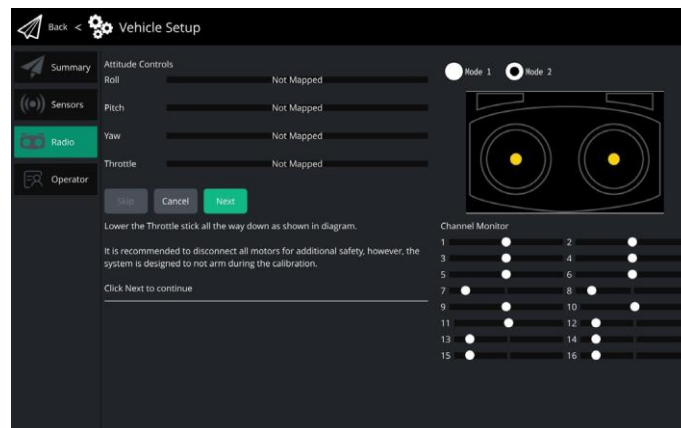 Back < Vehicle Setup
Summary
Sensors
Radio
Operator
Attitude Controls
Roll Not Mapped
Pitch Not Mapped
Yaw Not Mapped
Throttle Not Mapped
Skip Cancel Next
Lower the Throttle stick all the way down as shown in diagram.
It is recommended to disconnect all motors for additional safety, however, the
system is designed to not arm during the calibration.
Click Next to continue
Mode 1 Mode 2
Channel Monitor
1 2
3 4
5 6
7 8
9 10
11 12
13 14
15 16